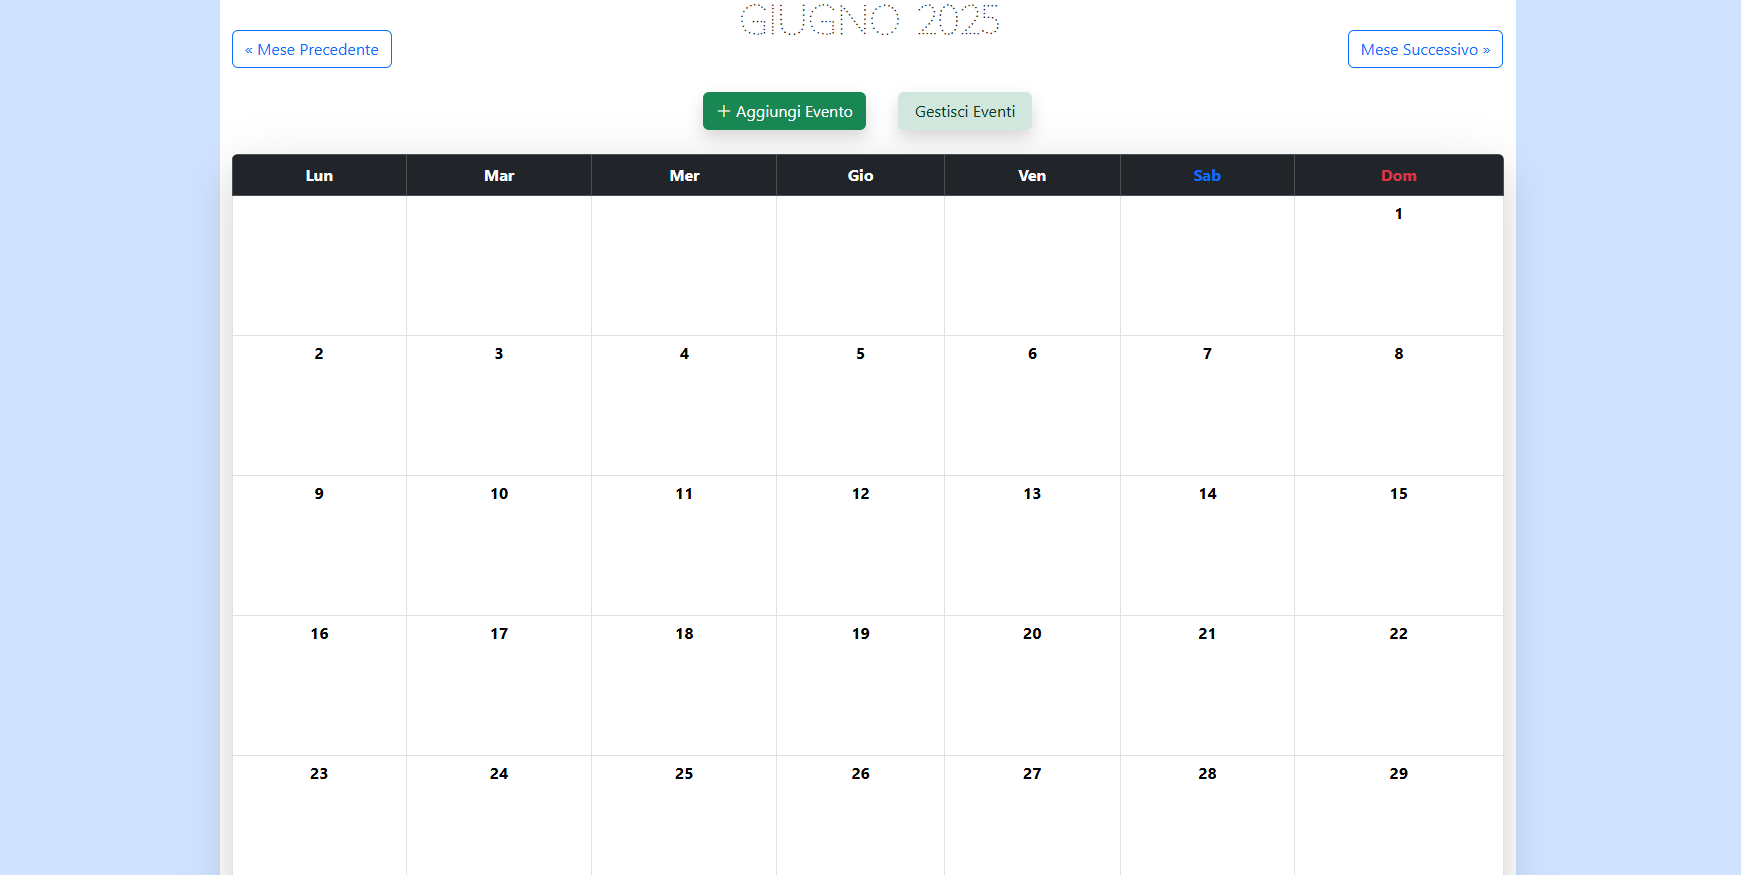 GIUGNO 2025
« Mese Precedente
Mese Successivo »
+ Aggiungi Evento
Gestisci Eventi
Lun Mar Mer Gio Ven Sab Dom
1
2 3 4 5 6 7 8
9 10 11 12 13 14 15
16 17 18 19 20 21 22
23 24 25 26 27 28 29